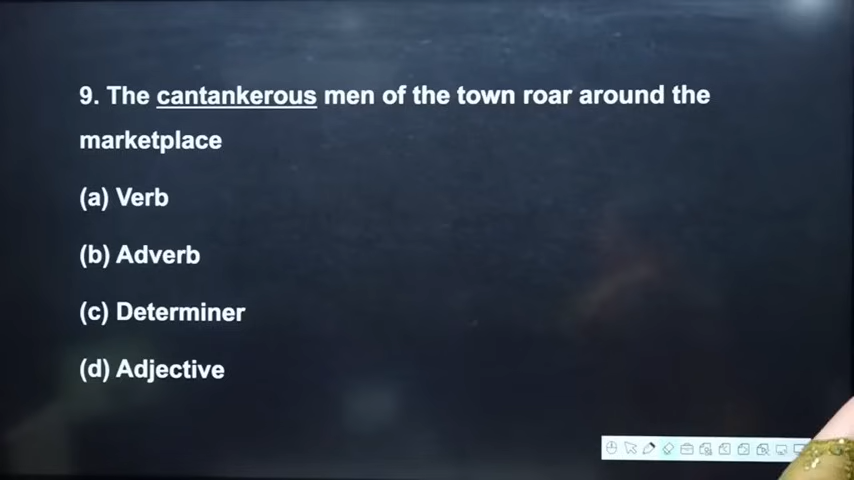 9. The cantankerous men of the town roar around the
marketplace
(a) Verb
(b) Adverb
(c) Determiner
(d) Adjective